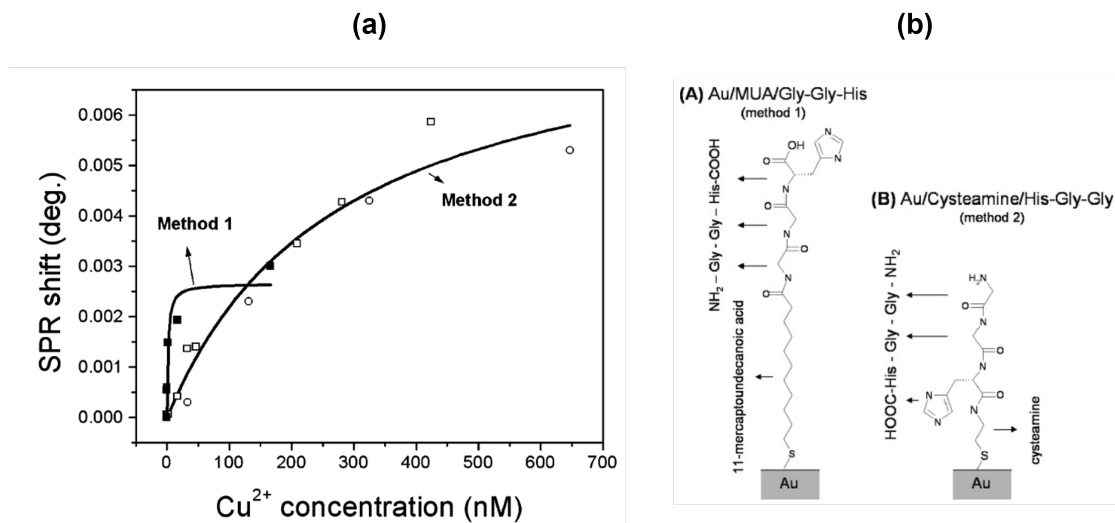 (a)
SPR shift (deg.)
0.006
0.005
0.004
0.003
0.002
0.001
0.000
Method 1
Method 2
0 100 200 300 400 500 600 700
Cu²⁺ concentration (nM)
(b)
(A) Au/MUA/Gly-Gly-His
(method 1)
NH₂ – Gly - Gly – His-COOH
11-mercaptoundecanoic acid
O
OH
N
N
N
O
N
O
N
O
S
Au
(B) Au/Cysteamine/His-Gly-Gly
(method 2)
HOOC-His - Gly - Gly - NH₂
H₂N
O
N
O
N
N
N
O
N
S
cysteamine
Au